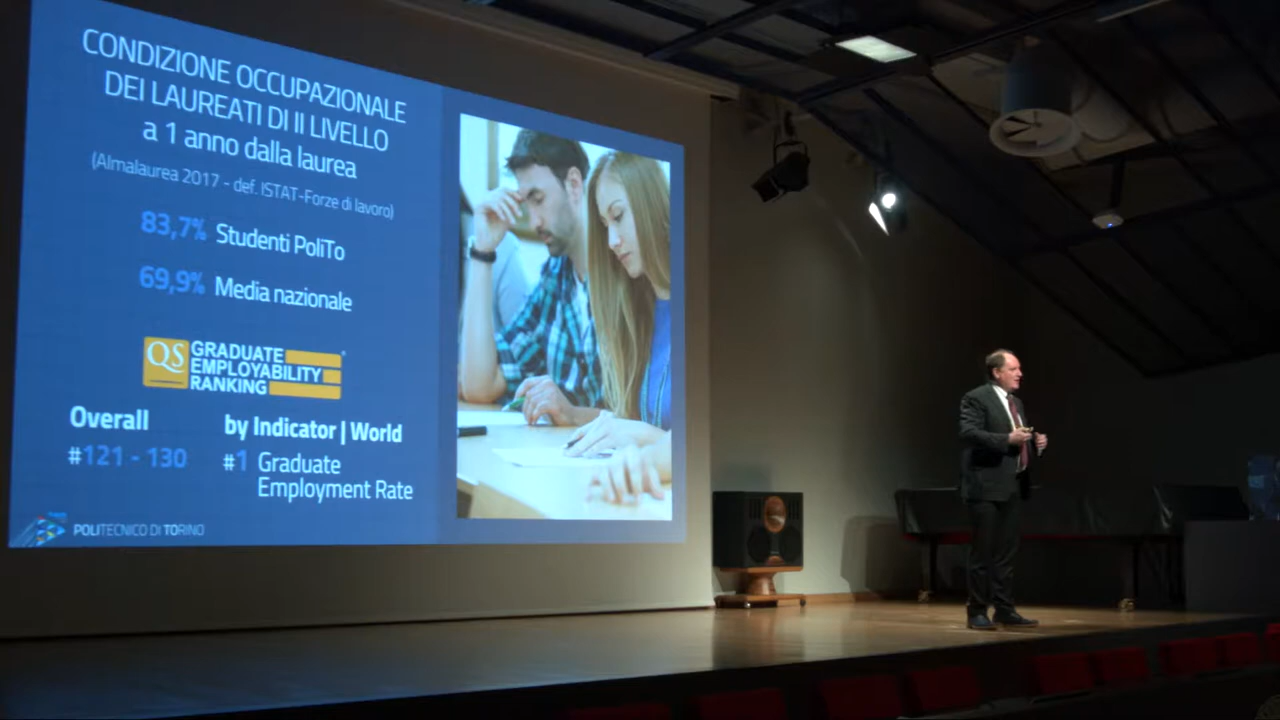 CONDIZIONE OCCUPAZIONALE
DEI LAUREATI DI II LIVELLO
a 1 anno dalla laurea
(Almalaurea 2017 - def. ISTAT-Forze di lavoro)
83,7% Studenti PoliTo
69,9% Media nazionale
QS GRADUATE
EMPLOYABILITY
RANKING
Overall
#121 - 130
by Indicator | World
#1 Graduate
Employment Rate
POLITECNICO DI TORINO